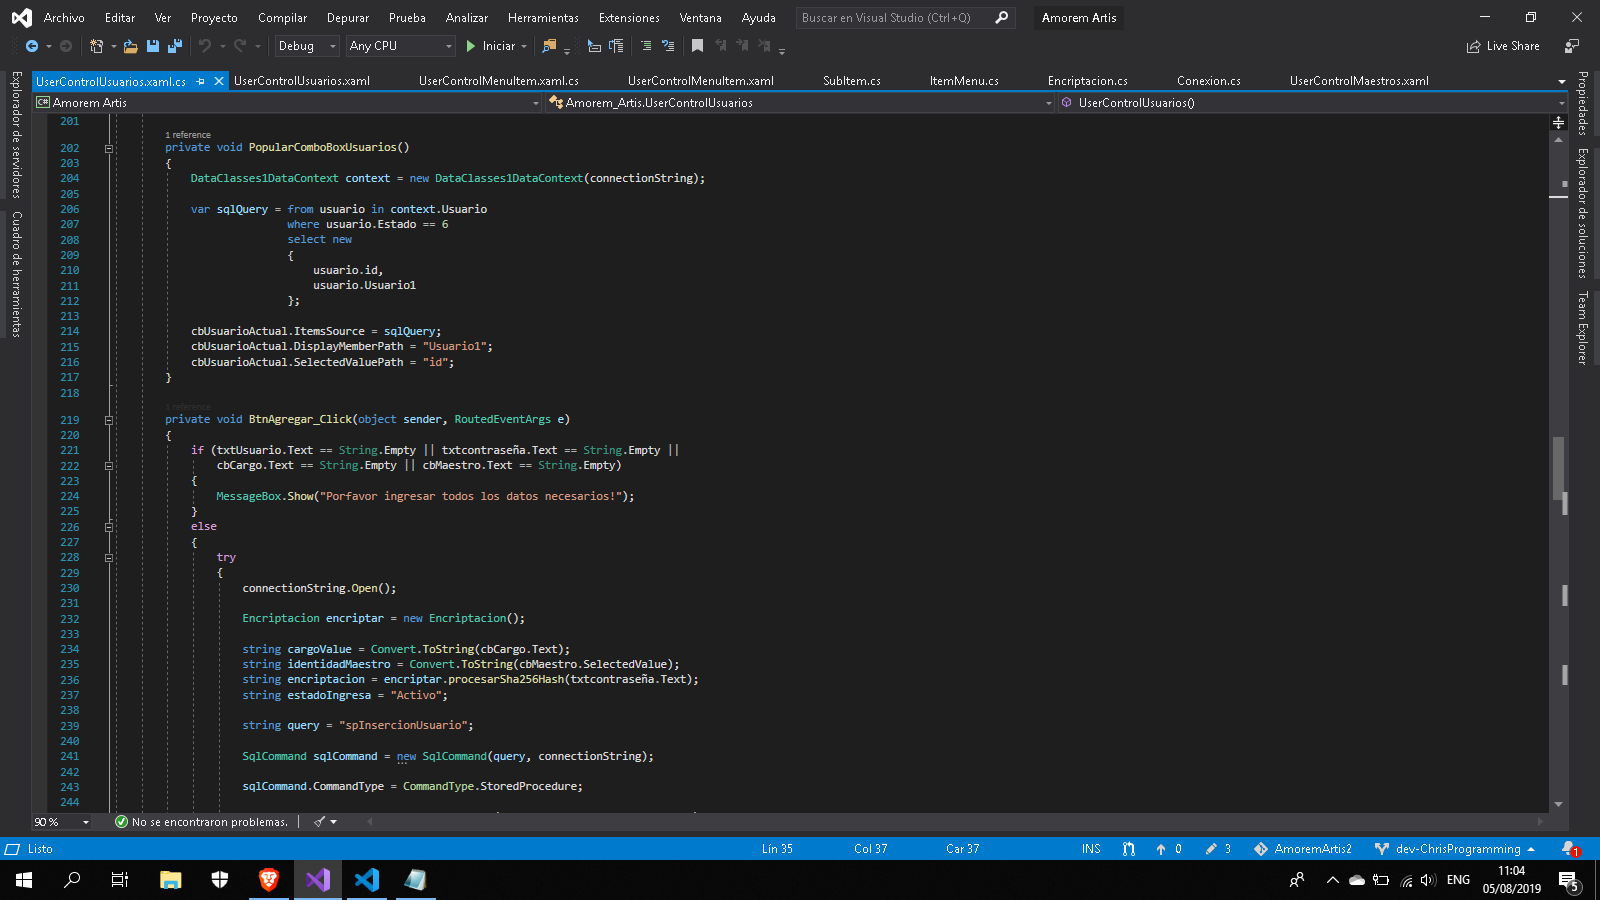 Archivo Editar Ver Proyecto Compilar Depurar Prueba Analizar Herramientas Extensiones Ventana Ayuda Buscar en Visual Studio (Ctrl+Q) Amorem Artis
Debug Any CPU Iniciar Live Share
UserControlUsuarios.xaml.cs UserControlUsuarios.xaml UserControlMenuItem.xaml.cs UserControlMenuItem.xaml SubItem.cs ItemMenu.cs Encriptacion.cs Conexion.cs UserControlMaestros.xaml
C# Amorem Artis Amorem_Artis.UserControlUsuarios UserControlUsuarios()
Explorador de servidores
Cuadro de herramientas
Propiedades
Explorador de soluciones
Team Explorer
201
1 reference
202 private void PopularComboBoxUsuarios()
203 {
204 DataClasses1DataContext context = new DataClasses1DataContext(connectionString);
205
206 var sqlQuery = from usuario in context.Usuario
207 where usuario.Estado == 6
208 select new
209 {
210 usuario.id,
211 usuario.Usuario1
212 };
213
214 cbUsuarioActual.ItemsSource = sqlQuery;
215 cbUsuarioActual.DisplayMemberPath = "Usuario1";
216 cbUsuarioActual.SelectedValuePath = "id";
217 }
218
1 reference
219 private void BtnAgregar_Click(object sender, RoutedEventArgs e)
220 {
221 if (txtUsuario.Text == String.Empty || txtcontraseña.Text == String.Empty ||
222 cbCargo.Text == String.Empty || cbMaestro.Text == String.Empty)
223 {
224 MessageBox.Show("Porfavor ingresar todos los datos necesarios!");
225 }
226 else
227 {
228 try
229 {
230 connectionString.Open();
231
232 Encriptacion encriptar = new Encriptacion();
233
234 string cargoValue = Convert.ToString(cbCargo.Text);
235 string identidadMaestro = Convert.ToString(cbMaestro.SelectedValue);
236 string encriptacion = encriptar.procesarSha256Hash(txtcontraseña.Text);
237 string estadoIngresa = "Activo";
238
239 string query = "spInsercionUsuario";
240
241 SqlCommand sqlCommand = new SqlCommand(query, connectionString);
242
243 sqlCommand.CommandType = CommandType.StoredProcedure;
244
90 % No se encontraron problemas.
Listo Lín 35 Col 37 Car 37 INS 0 3 AmoremArtis2 dev-ChrisProgramming 1
ENG 11:04
05/08/2019 5